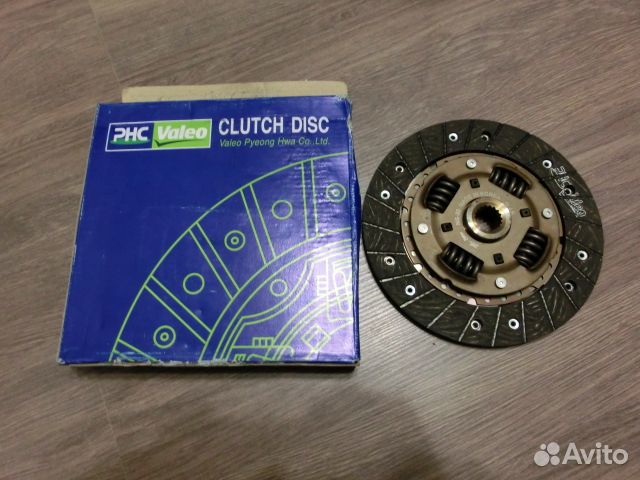 PHC Valeo CLUTCH DISC
Valeo Pyeong Hwa Co.,Ltd.
Avito